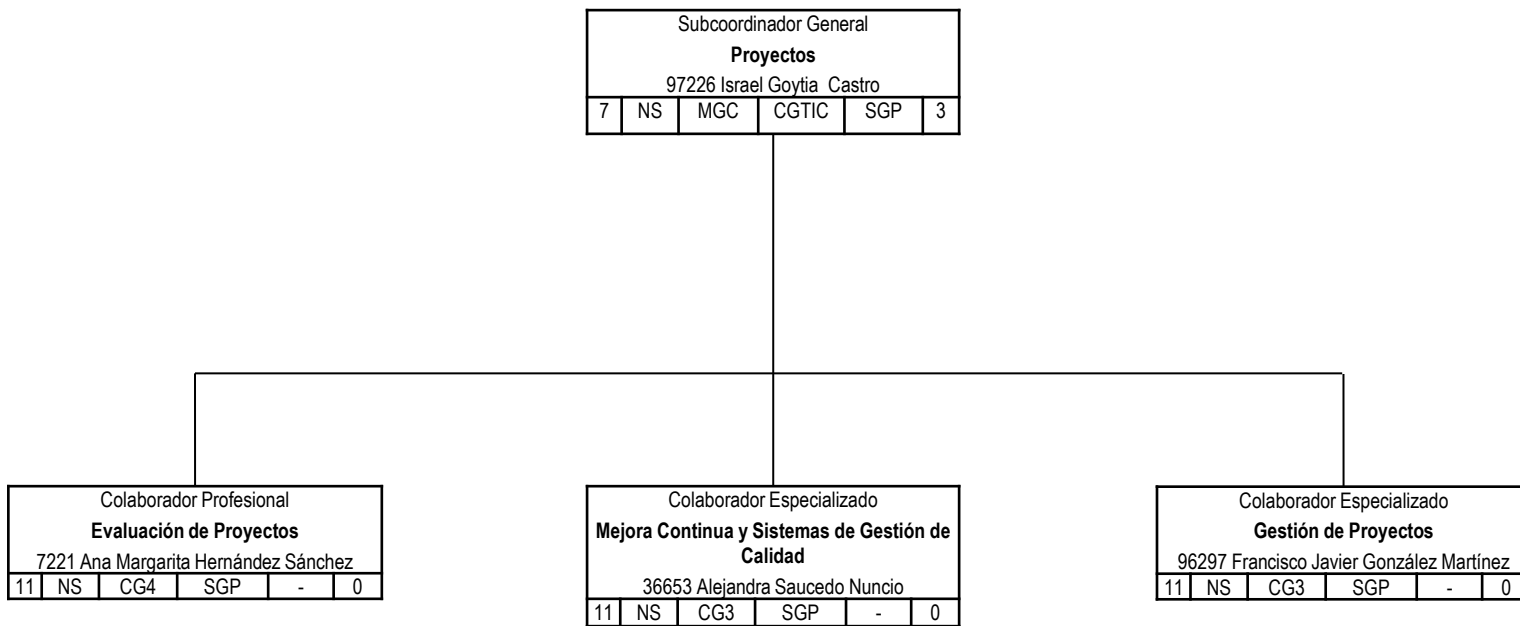 Subcoordinador General
Proyectos
97226 Israel Goytia Castro
7 NS MGC CGTIC SGP 3
Colaborador Profesional
Evaluación de Proyectos
7221 Ana Margarita Hernández Sánchez
11 NS CG4 SGP - 0
Colaborador Especializado
Mejora Continua y Sistemas de Gestión de
Calidad
36653 Alejandra Saucedo Nuncio
11 NS CG3 SGP - 0
Colaborador Especializado
Gestión de Proyectos
96297 Francisco Javier González Martínez
11 NS CG3 SGP - 0